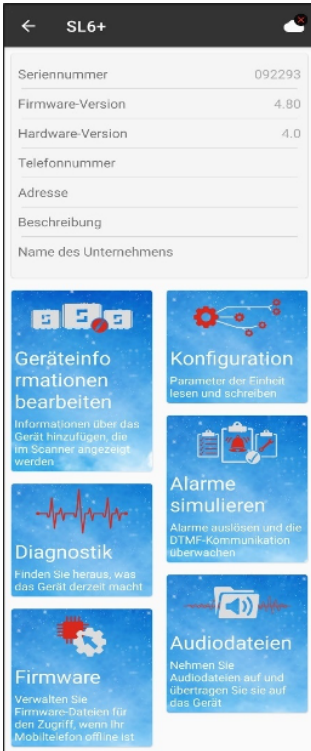 SL6+
Seriennummer 092293
Firmware-Version 4.80
Hardware-Version 4.0
Telefonnummer
Adresse
Beschreibung
Name des Unternehmens
Geräteinfo
rmationen
bearbeiten
Informationen über das
Gerät hinzufügen, die
im Scanner angezeigt
werden
Konfiguration
Parameter der Einheit
lesen und schreiben
Alarme
simulieren
Alarme auslösen und die
DTMF-Kommunikation
überwachen
Diagnostik
Finden Sie heraus, was
das Gerät derzeit macht
Audiodateien
Nehmen Sie
Audiodateien auf und
übertragen Sie sie auf
das Gerät
Firmware
Verwalten Sie
Firmware-Dateien für
den Zugriff, wenn Ihr
Mobiltelefon offline ist